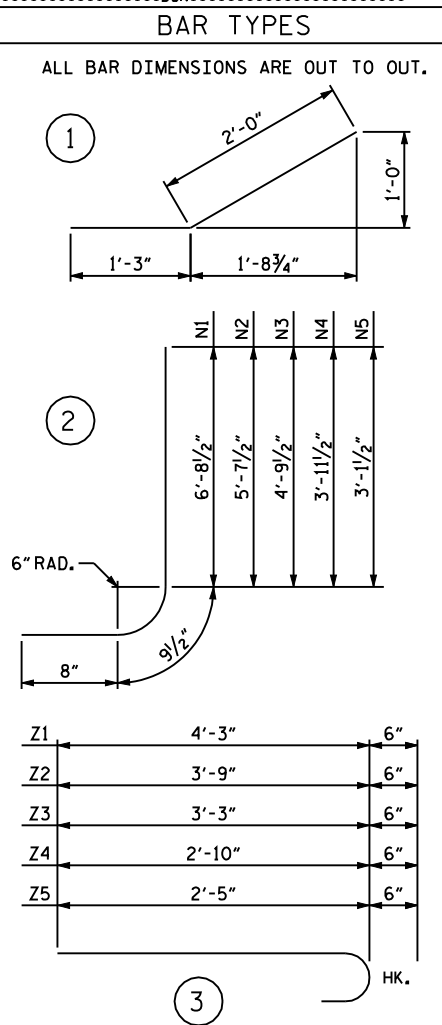 BAR TYPES
ALL BAR DIMENSIONS ARE OUT TO OUT.
1
2'-0"
1'-0"
1'-3"
1'-8¾"
N1 N2 N3 N4 N5
2
6'-8½"
5'-7½"
4'-9½"
3'-11½"
3'-1½"
6" RAD.
9½"
8"
Z1 4'-3" 6"
Z2 3'-9" 6"
Z3 3'-3" 6"
Z4 2'-10" 6"
Z5 2'-5" 6"
HK.
3